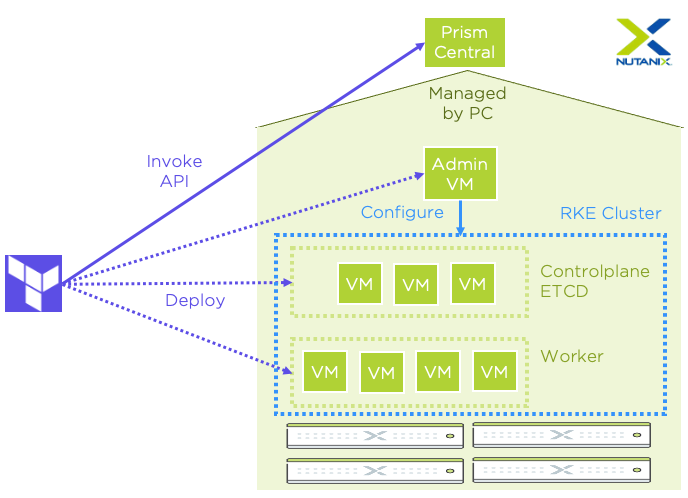 Prism
Central
NUTANIX
Managed
by PC
Invoke
API
Admin
VM
Configure
RKE Cluster
VM
VM
VM
Controlplane
ETCD
Deploy
VM
VM
VM
VM
Worker